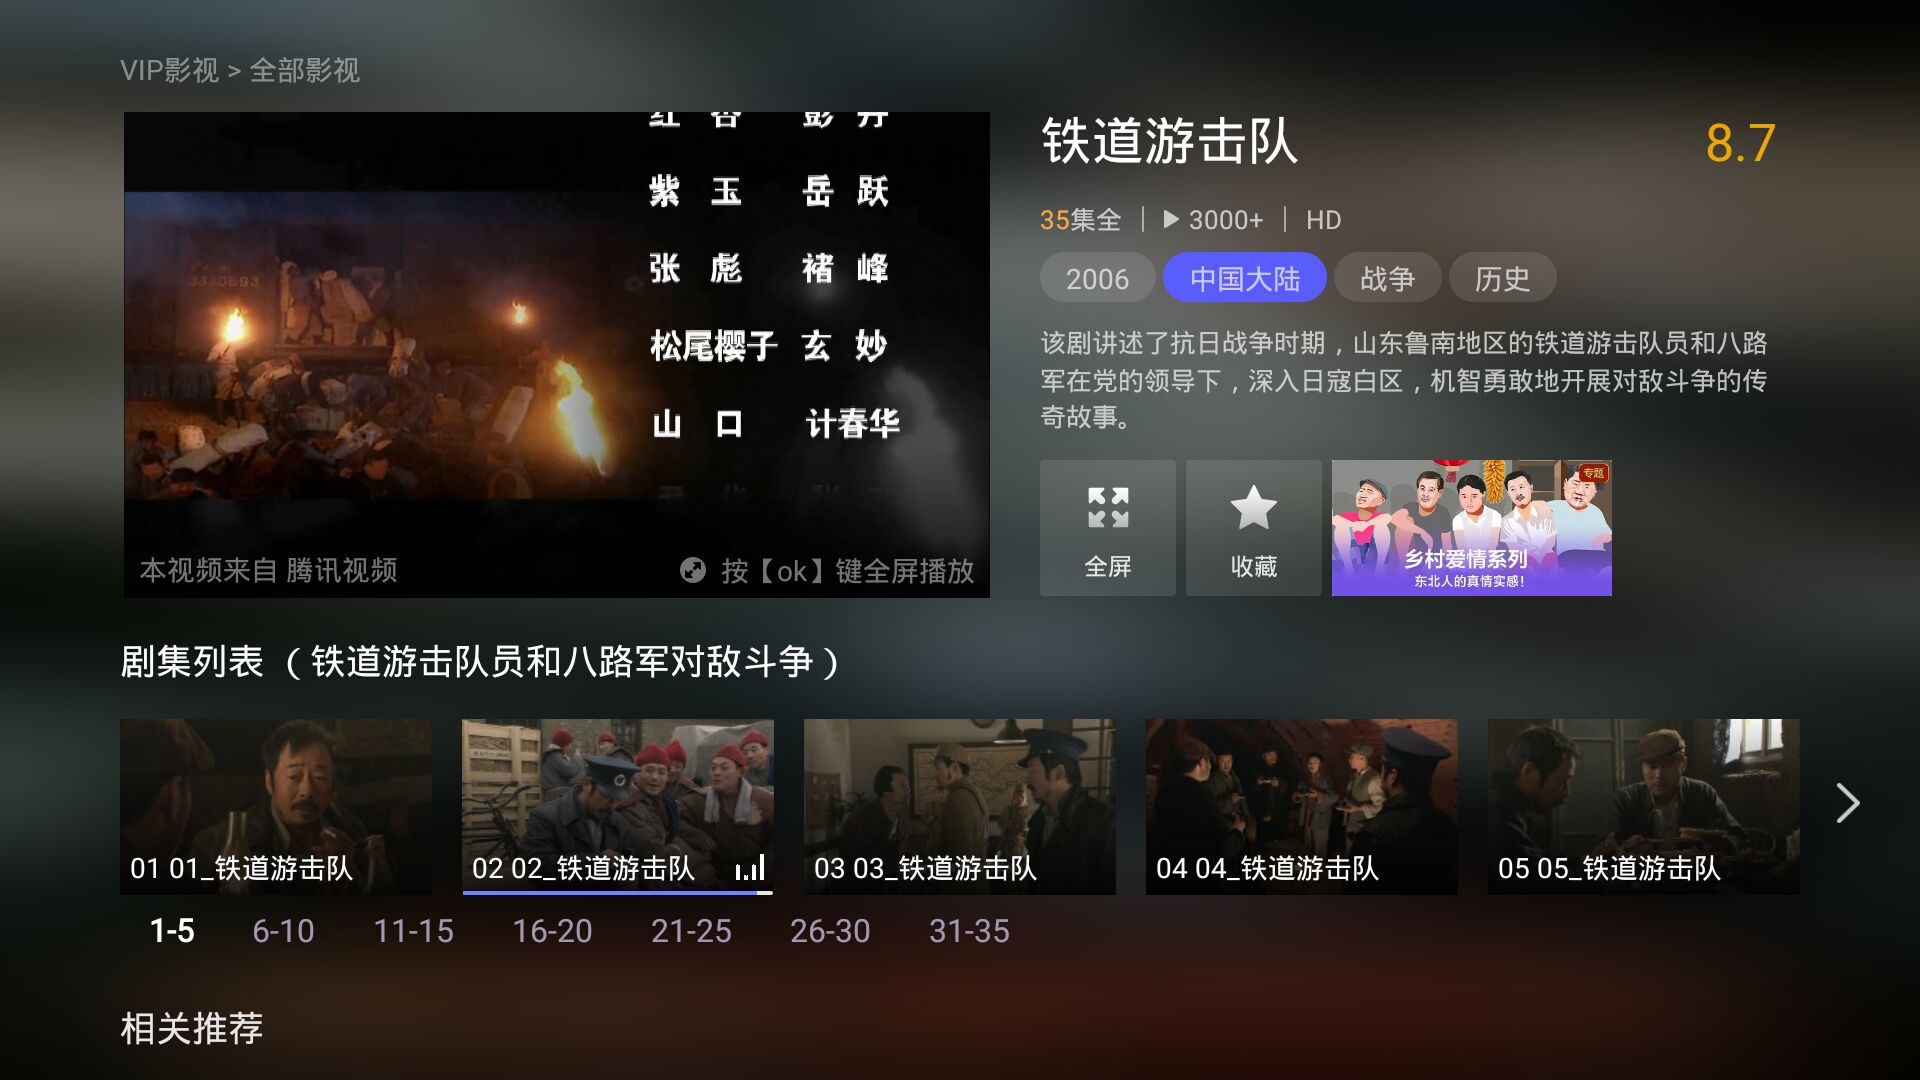 VIP影视 > 全部影视
红 杏 彭 丹
紫 玉 岳 跃
张 彪 褚 峰
松尾樱子 玄 妙
山 口 计春华
本视频来自 腾讯视频
按【ok】键全屏播放
铁道游击队
8.7
35集全 | 3000+ | HD
2006 中国大陆 战争 历史
该剧讲述了抗日战争时期，山东鲁南地区的铁道游击队员和八路
军在党的领导下，深入日寇白区，机智勇敢地开展对敌斗争的传
奇故事。
全屏
收藏
专题
乡村爱情系列
东北人的真情实感！
剧集列表 （铁道游击队员和八路军对敌斗争）
01 01_铁道游击队
02 02_铁道游击队
03 03_铁道游击队
04 04_铁道游击队
05 05_铁道游击队
1-5 6-10 11-15 16-20 21-25 26-30 31-35
相关推荐